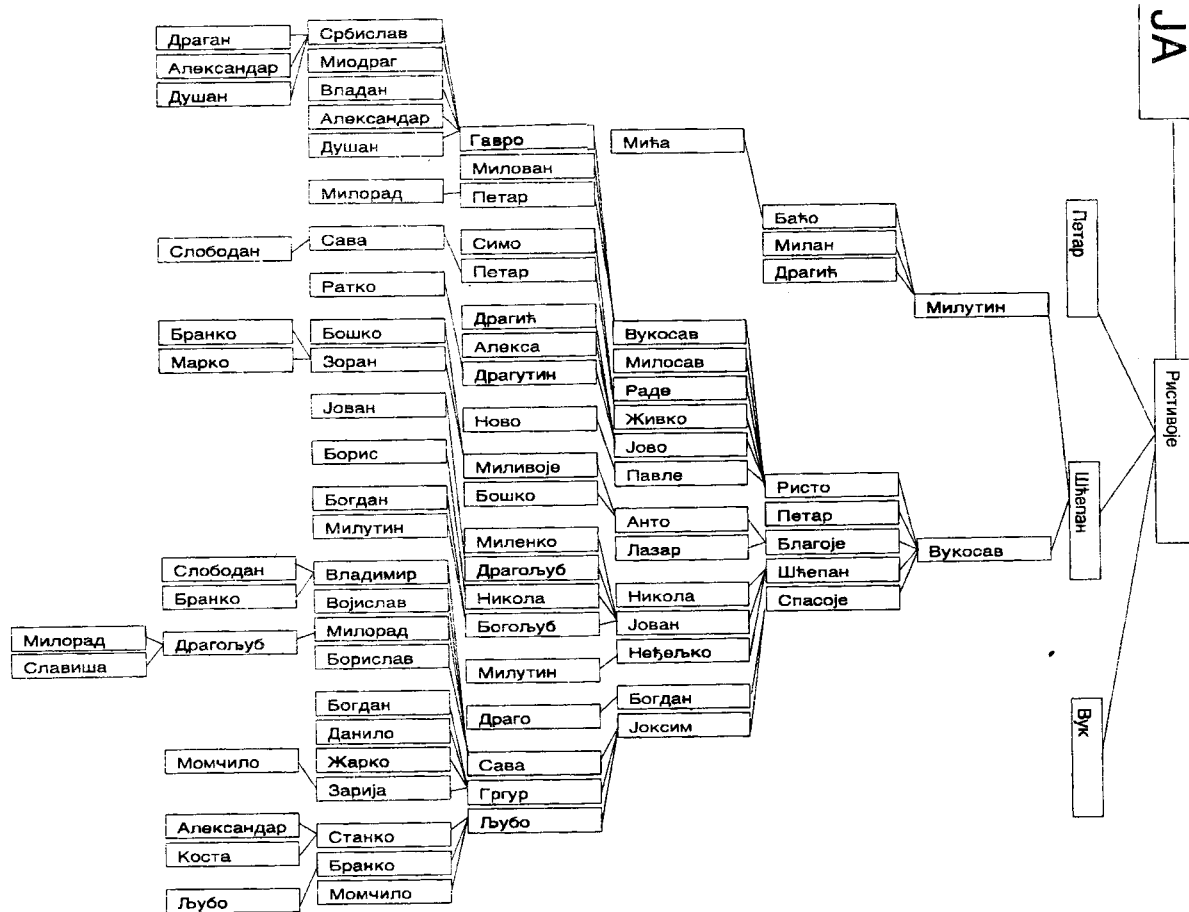 ЈА
Ристивоје
Петар
Шћепан
Вук
Милутин
Вукосав
Баћо
Милан
Драгић
Ристо
Петар
Благоје
Шћепан
Спасоје
Мића
Вукосав
Милосав
Раде
Живко
Јово
Павле
Анто
Лазар
Никола
Јован
Неђељко
Богдан
Јоксим
Гавро
Милован
Петар
Симо
Петар
Драгић
Алекса
Драгутин
Ново
Миливоје
Бошко
Миленко
Драгољуб
Никола
Богољуб
Милутин
Драго
Сава
Гргур
Љубо
Србислав
Миодраг
Владан
Александар
Душан
Милорад
Сава
Ратко
Бошко
Зоран
Јован
Борис
Богдан
Милутин
Владимир
Војислав
Милорад
Борислав
Богдан
Данило
Жарко
Зарија
Станко
Бранко
Момчило
Драган
Александар
Душан
Слободан
Бранко
Марко
Слободан
Бранко
Драгољуб
Момчило
Александар
Коста
Љубо
Милорад
Славиша